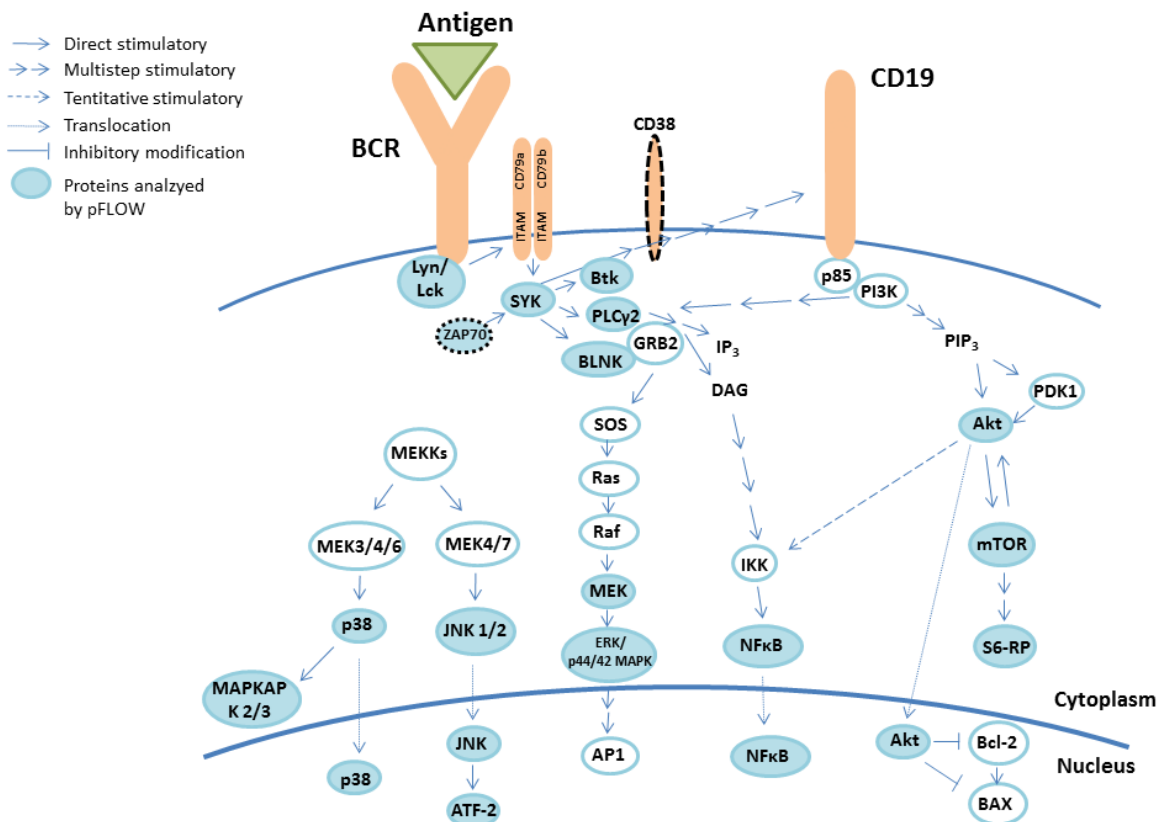 Antigen
Direct stimulatory
Multistep stimulatory
Tentitative stimulatory
Translocation
Inhibitory modification
Proteins analzyed
by pFLOW
BCR
CD79a
CD79b
ITAM
ITAM
CD38
CD19
Lyn/
Lck
SYK
ZAP70
Btk
PLCγ2
GRB2
BLNK
IP3
DAG
p85
PI3K
PIP3
PDK1
Akt
SOS
Ras
Raf
MEK
ERK/
p44/42 MAPK
AP1
MEKKs
MEK3/4/6
MEK4/7
p38
JNK 1/2
MAPKAP
K 2/3
p38
JNK
ATF-2
IKK
NFκB
NFκB
mTOR
S6-RP
Cytoplasm
Nucleus
Akt
Bcl-2
BAX